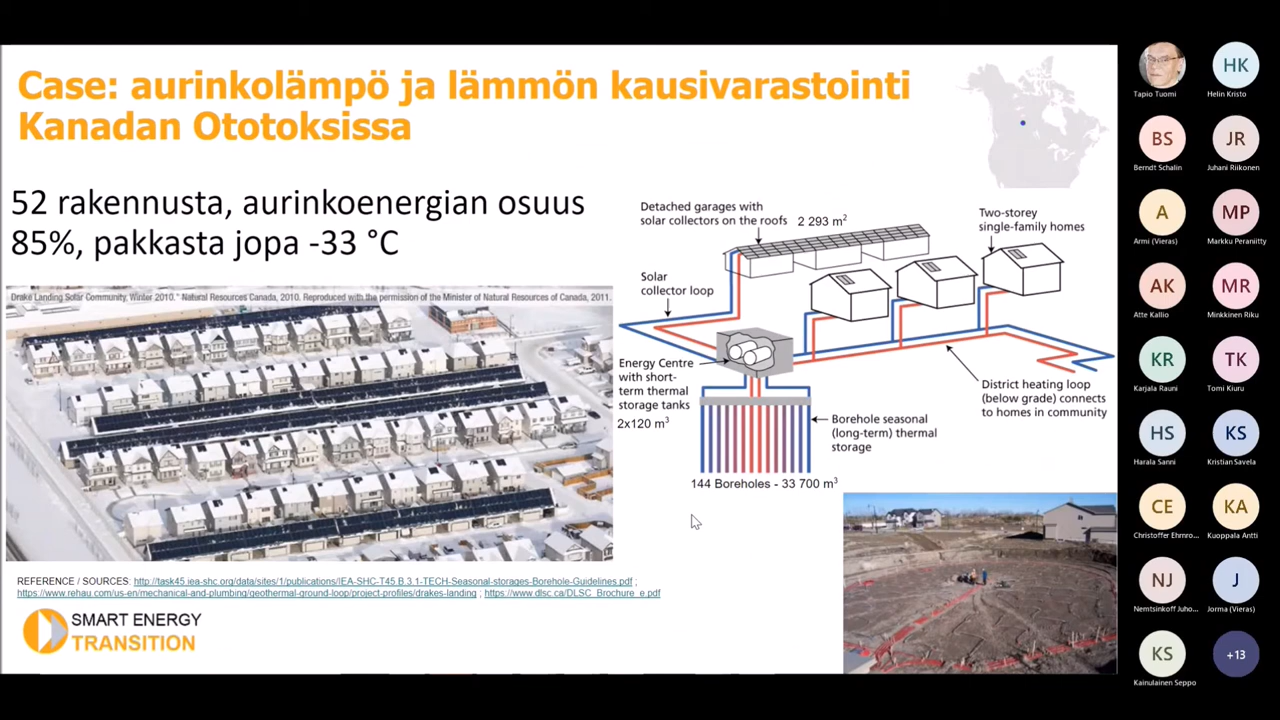 Case: aurinkolämpö ja lämmön kausivarastointi
Kanadan Ototoksissa
52 rakennusta, aurinkoenergian osuus
85%, pakkasta jopa -33 °C
Drake Landing Solar Community, Winter 2010." Natural Resources Canada, 2010. Reproduced with the permission of the Minister of Natural Resources of Canada, 2011.
Detached garages with
solar collectors on the roofs
2 293 m²
Two-storey
single-family homes
Solar
collector loop
Energy Centre
with short-
term thermal
storage tanks
2x120 m³
District heating loop
(below grade) connects
to homes in community
Borehole seasonal
(long-term) thermal
storage
144 Boreholes - 33 700 m³
REFERENCE / SOURCES: http://task45.iea-shc.org/data/sites/1/publications/IEA-SHC-T45.B.3.1-TECH-Seasonal-storages-Borehole-Guidelines.pdf ;
https://www.rehau.com/us-en/mechanical-and-plumbing/geothermal-ground-loop/project-profiles/drakes-landing ; https://www.dlsc.ca/DLSC_Brochure_e.pdf
SMART ENERGY
TRANSITION
Tapio Tuomi
HK
Helin Kristo
BS
Berndt Schalin
JR
Juhani Riikonen
A
Armi (Vieras)
MP
Markku Peraniitty
AK
Atte Kallio
MR
Minkkinen Riku
KR
Karjala Rauni
TK
Tomi Kiuru
HS
Harala Sanni
KS
Kristian Savela
CE
Christoffer Ehrnro...
KA
Kuoppala Antti
NJ
Nemtsinkoff Juho...
J
Jorma (Vieras)
KS
Kainulainen Seppo
+13